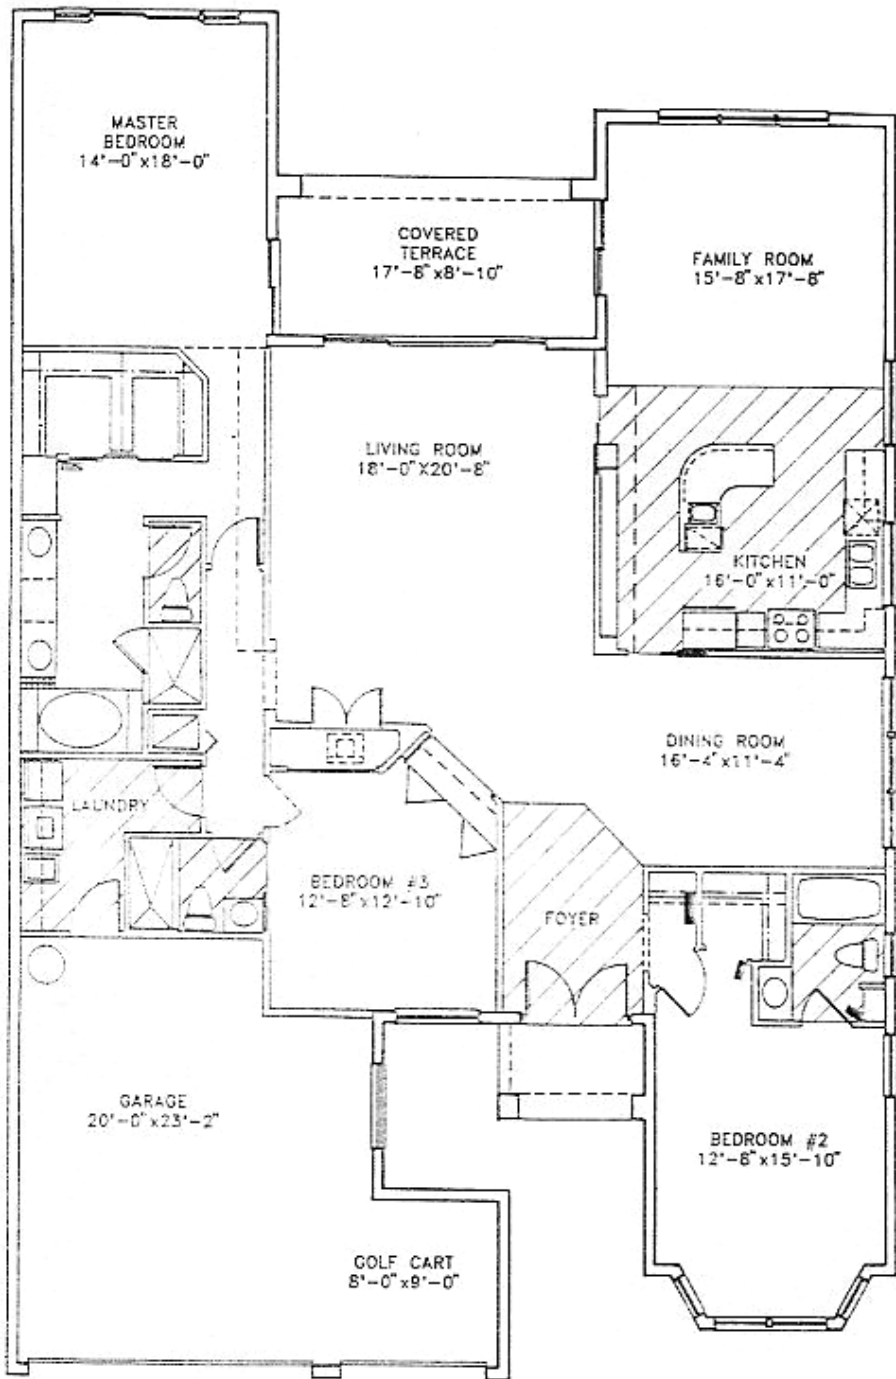 MASTER
BEDROOM
14'-0"x18'-0"
COVERED
TERRACE
17'-8"x8'-10"
FAMILY ROOM
15'-8"x17'-8"
LIVING ROOM
18'-0"X20'-8"
KITCHEN
16'-0"x11'-0"
DINING ROOM
16'-4"x11'-4"
LAUNDRY
BEDROOM #3
12'-8"x12'-10"
FOYER
GARAGE
20'-0"x23'-2"
BEDROOM #2
12'-8"x15'-10"
GOLF CART
8'-0"x9'-0"